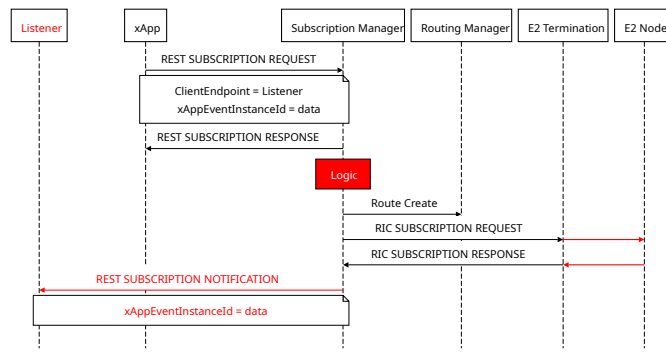 Listener xApp Subscription Manager Routing Manager E2 Termination E2 Node
REST SUBSCRIPTION REQUEST
ClientEndpoint = Listener
xAppEventInstanceId = data
REST SUBSCRIPTION RESPONSE
Logic
Route Create
RIC SUBSCRIPTION REQUEST
RIC SUBSCRIPTION RESPONSE
REST SUBSCRIPTION NOTIFICATION
xAppEventInstanceId = data